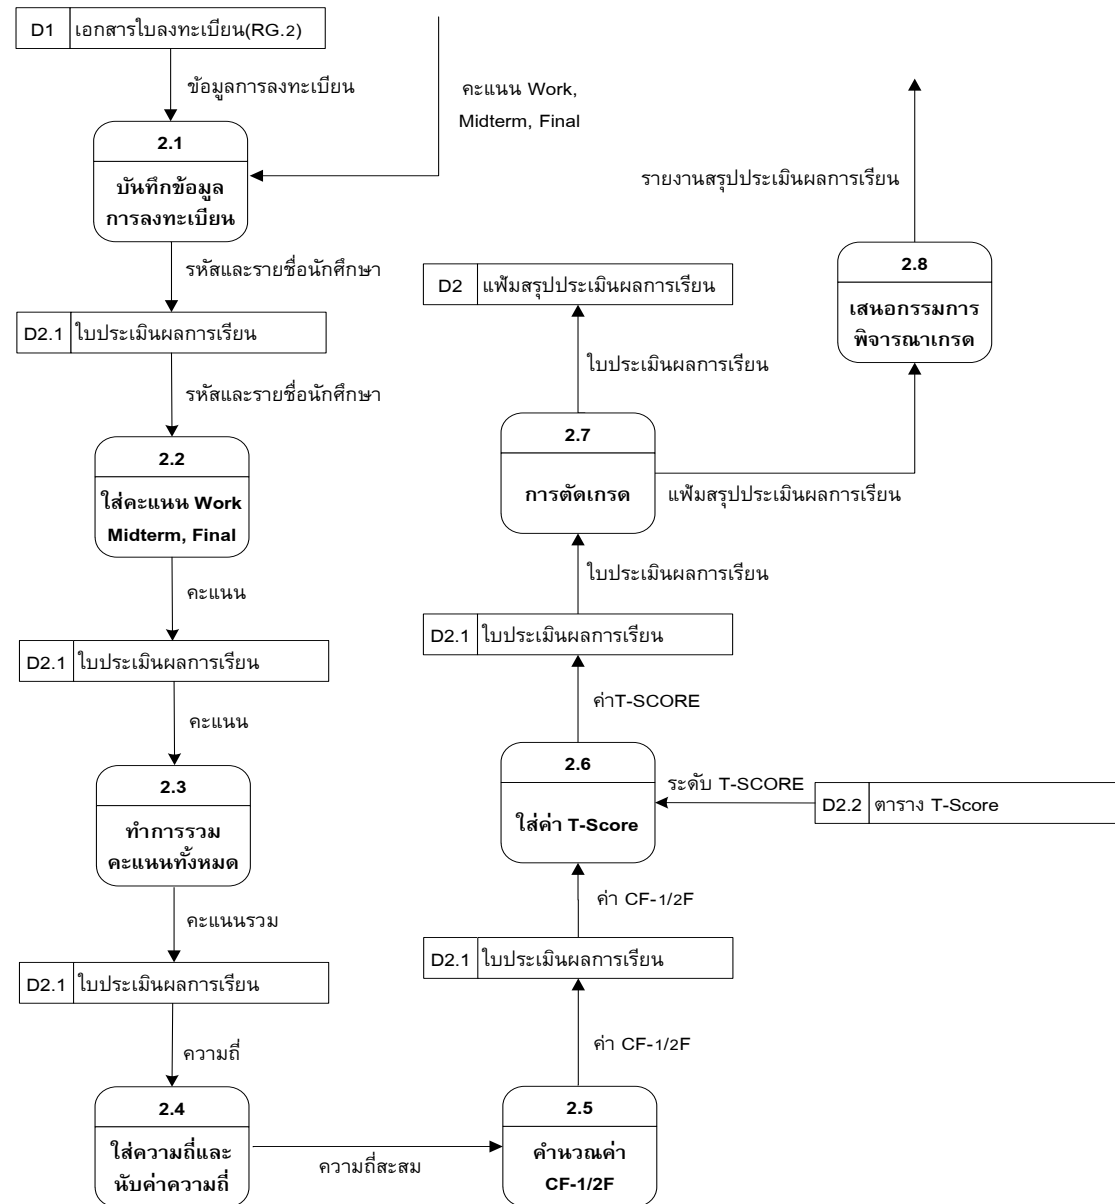 D1 เอกสารใบลงทะเบียน(RG.2)
ข้อมูลการลงทะเบียน
คะแนน Work,
Midterm, Final
2.1
บันทึกข้อมูล
การลงทะเบียน
รหัสและรายชื่อนักศึกษา
D2.1 ใบประเมินผลการเรียน
รหัสและรายชื่อนักศึกษา
2.2
ใส่คะแนน Work
Midterm, Final
คะแนน
D2.1 ใบประเมินผลการเรียน
คะแนน
2.3
ทำการรวม
คะแนนทั้งหมด
คะแนนรวม
D2.1 ใบประเมินผลการเรียน
ความถี่
2.4
ใส่ความถี่และ
นับค่าความถี่
ความถี่สะสม
2.5
คำนวณค่า
CF-1/2F
ค่า CF-1/2F
D2.1 ใบประเมินผลการเรียน
ค่า CF-1/2F
2.6
ใส่ค่า T-Score
ระดับ T-SCORE
D2.2 ตาราง T-Score
ค่าT-SCORE
D2.1 ใบประเมินผลการเรียน
ใบประเมินผลการเรียน
2.7
การตัดเกรด
ใบประเมินผลการเรียน
D2 แฟ้มสรุปประเมินผลการเรียน
แฟ้มสรุปประเมินผลการเรียน
2.8
เสนอกรรมการ
พิจารณาเกรด
รายงานสรุปประเมินผลการเรียน